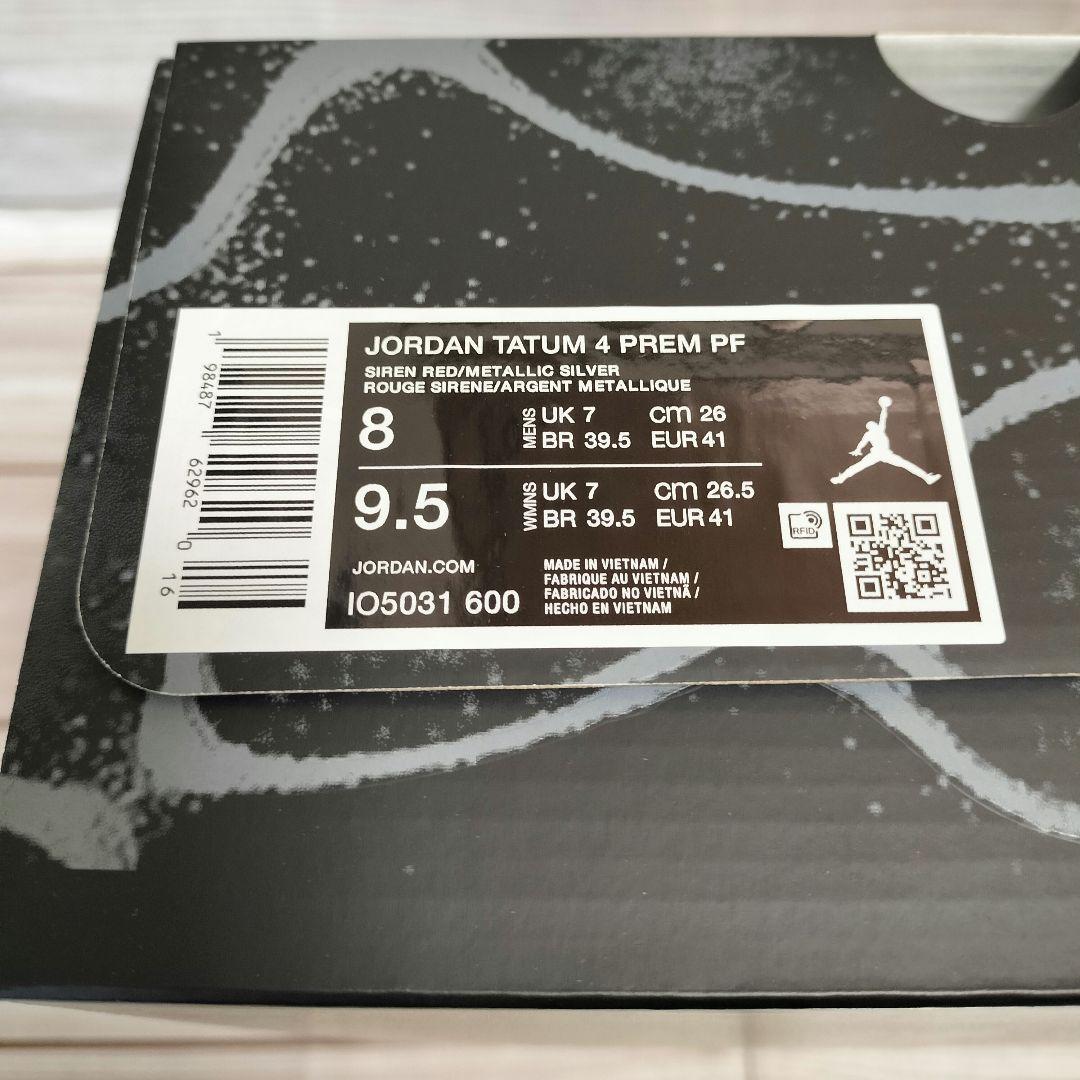 JORDAN TATUM 4 PREM PF
SIREN RED/METALLIC SILVER
ROUGE SIRENE/ARGENT METALLIQUE
8 MENS UK 7 cm 26
BR 39.5 EUR 41
9.5 WMNS UK 7 cm 26.5
BR 39.5 EUR 41
RFID
JORDAN.COM
IO5031 600
MADE IN VIETNAM /
FABRIQUE AU VIETNAM /
FABRICADO NO VIETNÃ /
HECHO EN VIETNAM
1 98487 62962 0 16